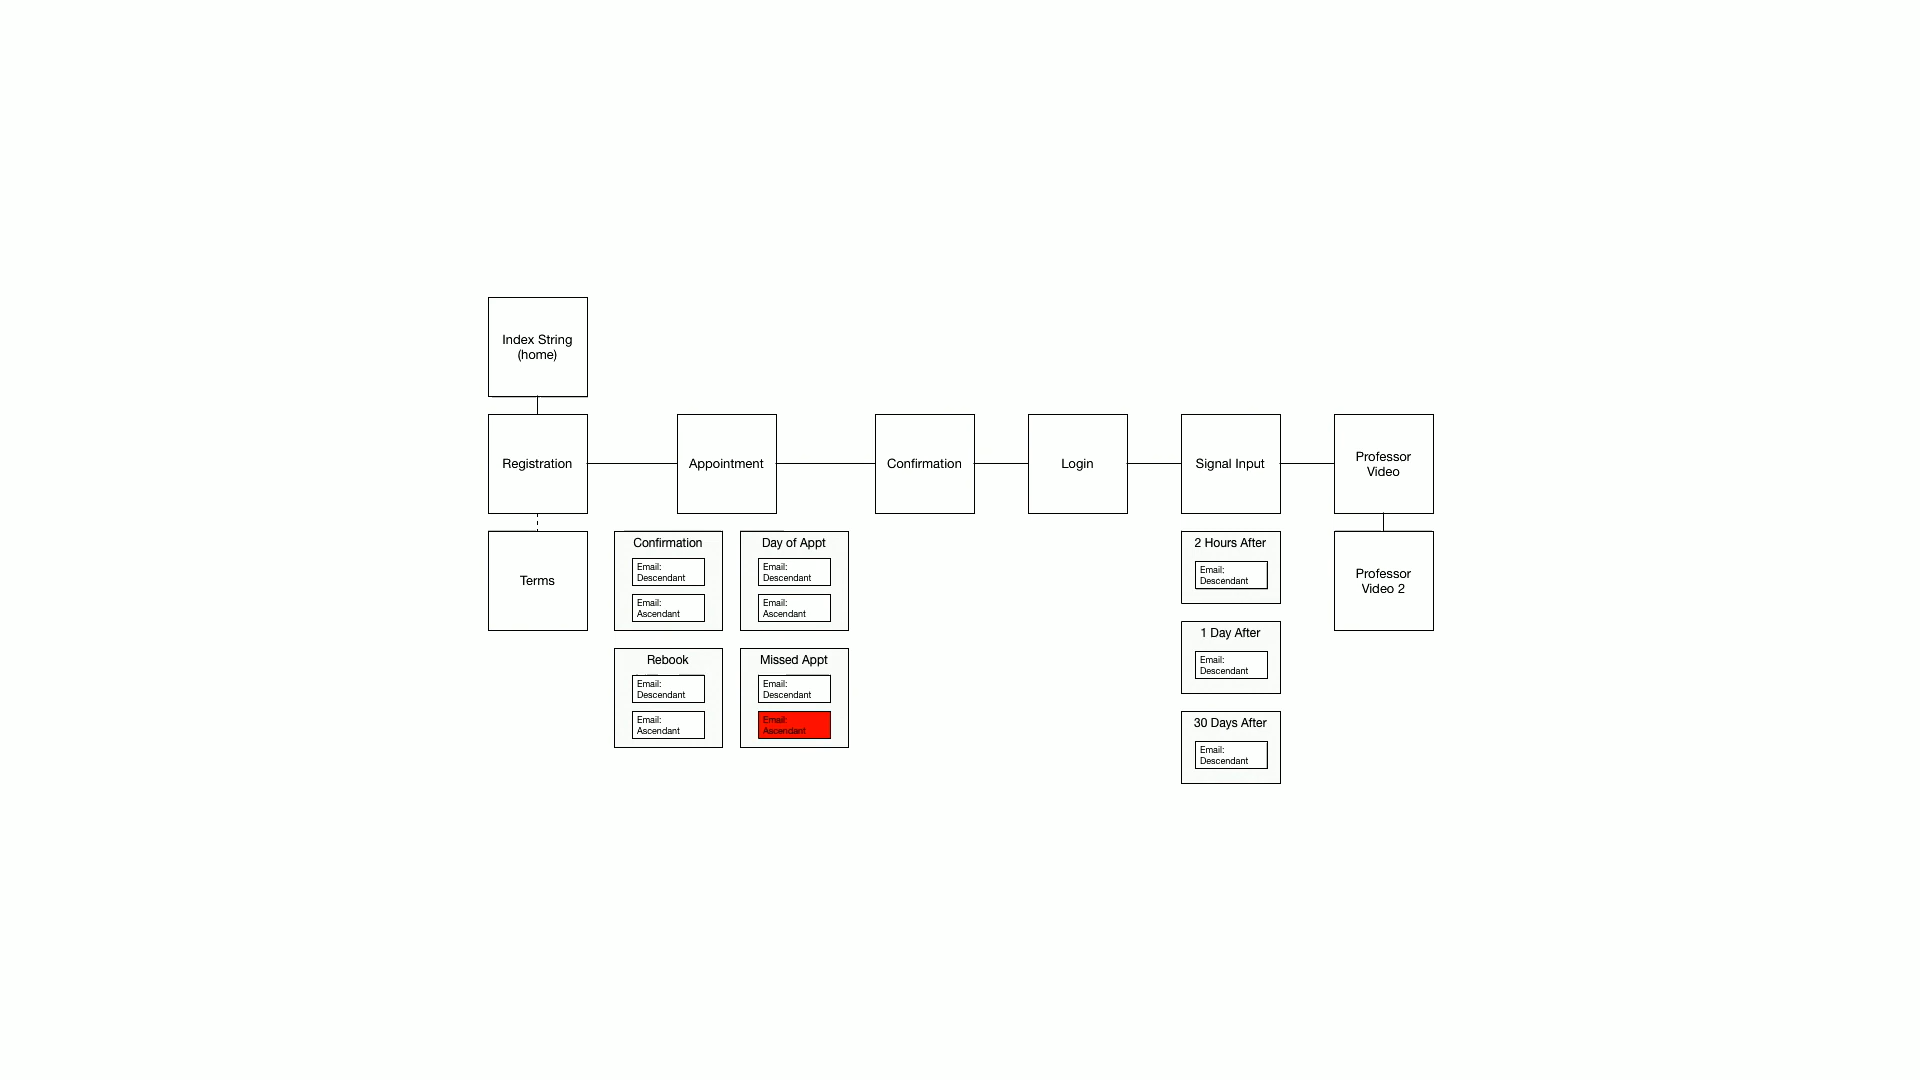 Index String
(home)
Registration
Appointment
Confirmation
Login
Signal Input
Professor
Video
Terms
Confirmation
Email:
Descendant
Email:
Ascendant
Day of Appt
Email:
Descendant
Email:
Ascendant
Rebook
Email:
Descendant
Email:
Ascendant
Missed Appt
Email:
Descendant
Email:
Ascendant
2 Hours After
Email:
Descendant
1 Day After
Email:
Descendant
30 Days After
Email:
Descendant
Professor
Video 2